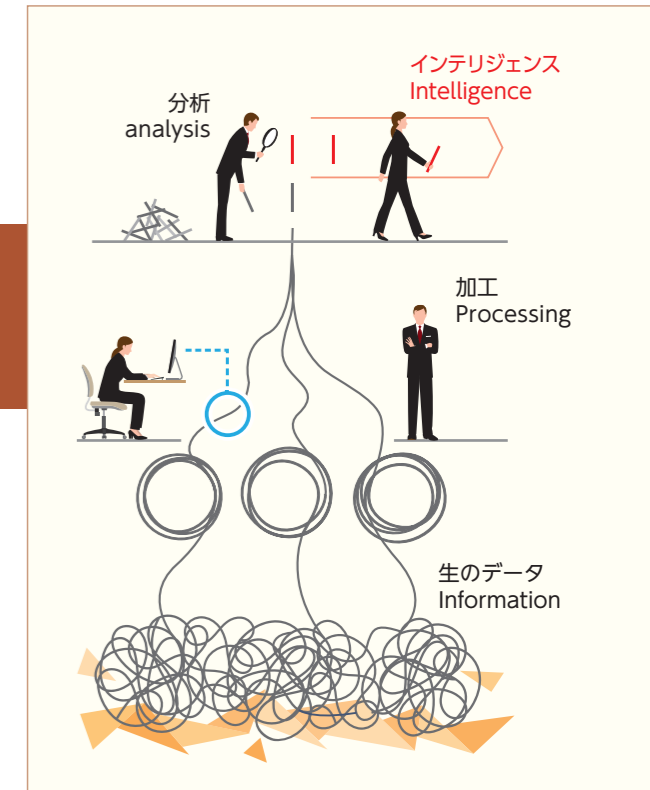 インテリジェンス
Intelligence
分析
analysis
加工
Processing
生のデータ
Information